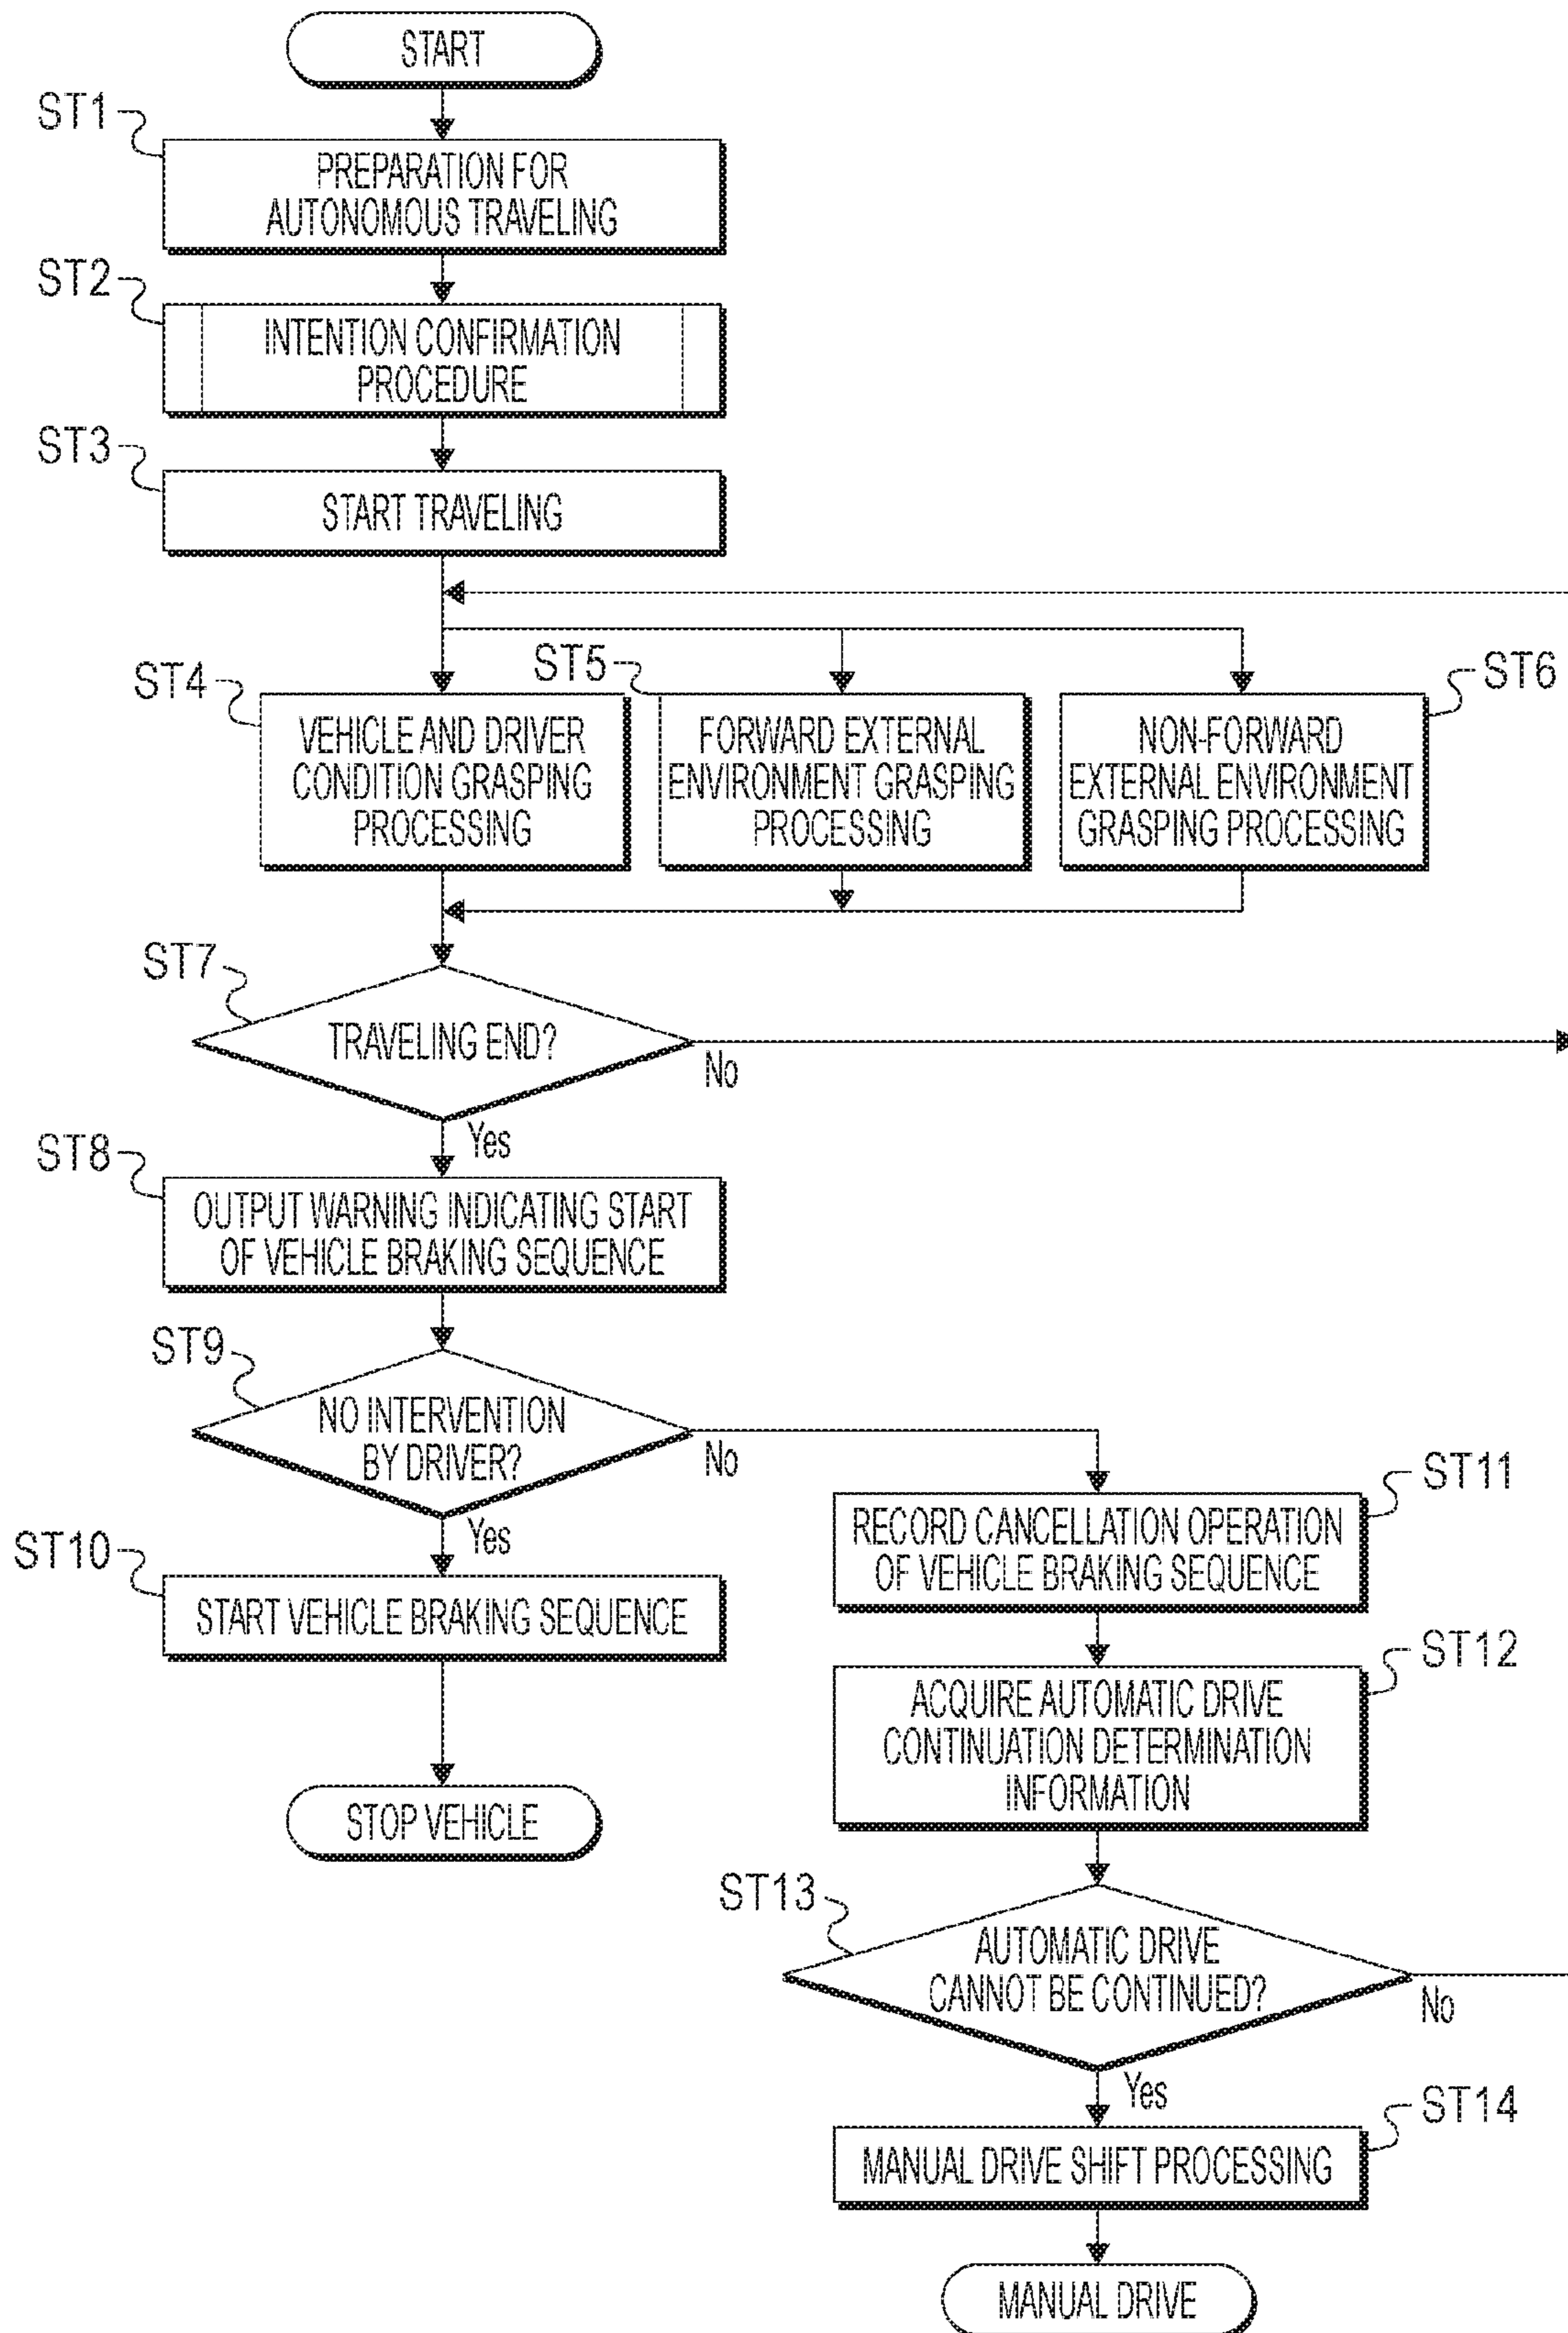 START
ST1
PREPARATION FOR
AUTONOMOUS TRAVELING
ST2
INTENTION CONFIRMATION
PROCEDURE
ST3
START TRAVELING
ST4
VEHICLE AND DRIVER
CONDITION GRASPING
PROCESSING
ST5
FORWARD EXTERNAL
ENVIRONMENT GRASPING
PROCESSING
ST6
NON-FORWARD
EXTERNAL ENVIRONMENT
GRASPING PROCESSING
ST7
TRAVELING END?
No
Yes
ST8
OUTPUT WARNING INDICATING START
OF VEHICLE BRAKING SEQUENCE
ST9
NO INTERVENTION
BY DRIVER?
No
Yes
ST10
START VEHICLE BRAKING SEQUENCE
STOP VEHICLE
ST11
RECORD CANCELLATION OPERATION
OF VEHICLE BRAKING SEQUENCE
ST12
ACQUIRE AUTOMATIC DRIVE
CONTINUATION DETERMINATION
INFORMATION
ST13
AUTOMATIC DRIVE
CANNOT BE CONTINUED?
No
Yes
ST14
MANUAL DRIVE SHIFT PROCESSING
MANUAL DRIVE